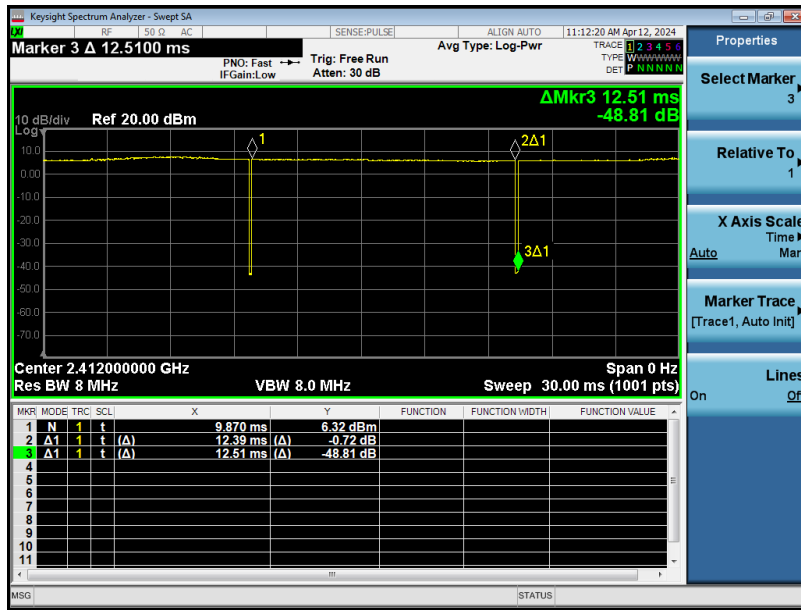 Keysight Spectrum Analyzer - Swept SA
LXI RF 50 Ω AC SENSE:PULSE ALIGN AUTO 11:12:20 AM Apr 12, 2024
Marker 3 Δ 12.5100 ms
PNO: Fast
IFGain:Low
Trig: Free Run
Atten: 30 dB
Avg Type: Log-Pwr
TRACE 1 2 3 4 5 6
TYPE WWWWWW
DET P N N N N N
ΔMkr3 12.51 ms
-48.81 dB
10 dB/div Ref 20.00 dBm
Log
10.0
0.00
-10.0
-20.0
-30.0
-40.0
-50.0
-60.0
-70.0
1
2Δ1
3Δ1
Center 2.412000000 GHz Span 0 Hz
Res BW 8 MHz VBW 8.0 MHz Sweep 30.00 ms (1001 pts)
MKR MODE TRC SCL X Y FUNCTION FUNCTION WIDTH FUNCTION VALUE
1 N 1 t 9.870 ms 6.32 dBm
2 Δ1 1 t (Δ) 12.39 ms (Δ) -0.72 dB
3 Δ1 1 t (Δ) 12.51 ms (Δ) -48.81 dB
4
5
6
7
8
9
10
11
MSG STATUS
Properties
Select Marker
3
Relative To
1
X Axis Scale
Time
Auto Man
Marker Trace
[Trace1, Auto Init]
Lines
On Off